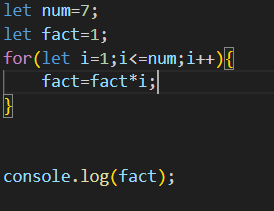 let num=7;
let fact=1;
for(let i=1;i<=num;i++){
    fact=fact*i;
}
console.log(fact);